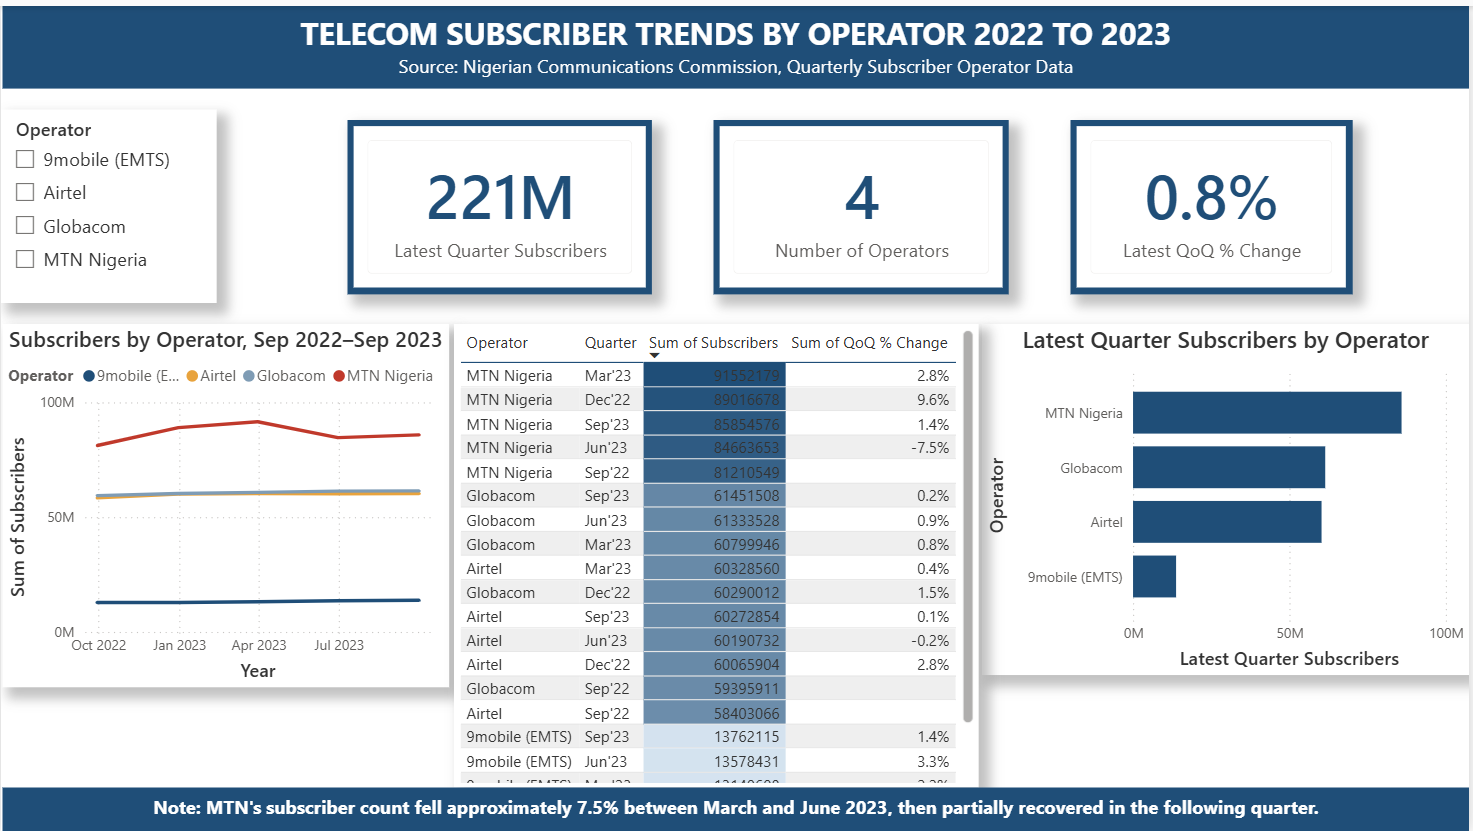 TELECOM SUBSCRIBER TRENDS BY OPERATOR 2022 TO 2023
Source: Nigerian Communications Commission, Quarterly Subscriber Operator Data
Operator
9mobile (EMTS)
Airtel
Globacom
MTN Nigeria
221M
Latest Quarter Subscribers
4
Number of Operators
0.8%
Latest QoQ % Change
Subscribers by Operator, Sep 2022–Sep 2023
Operator 9mobile (E... Airtel Globacom MTN Nigeria
Sum of Subscribers
100M
50M
0M
Oct 2022 Jan 2023 Apr 2023 Jul 2023
Year
Operator Quarter Sum of Subscribers Sum of QoQ % Change
MTN Nigeria Mar'23 91552179 2.8%
MTN Nigeria Dec'22 89016678 9.6%
MTN Nigeria Sep'23 85854576 1.4%
MTN Nigeria Jun'23 84663653 -7.5%
MTN Nigeria Sep'22 81210549
Globacom Sep'23 61451508 0.2%
Globacom Jun'23 61333528 0.9%
Globacom Mar'23 60799946 0.8%
Airtel Mar'23 60328560 0.4%
Globacom Dec'22 60290012 1.5%
Airtel Sep'23 60272854 0.1%
Airtel Jun'23 60190732 -0.2%
Airtel Dec'22 60065904 2.8%
Globacom Sep'22 59395911
Airtel Sep'22 58403066
9mobile (EMTS) Sep'23 13762115 1.4%
9mobile (EMTS) Jun'23 13578431 3.3%
Latest Quarter Subscribers by Operator
Operator
MTN Nigeria
Globacom
Airtel
9mobile (EMTS)
0M 50M 100M
Latest Quarter Subscribers
Note: MTN's subscriber count fell approximately 7.5% between March and June 2023, then partially recovered in the following quarter.